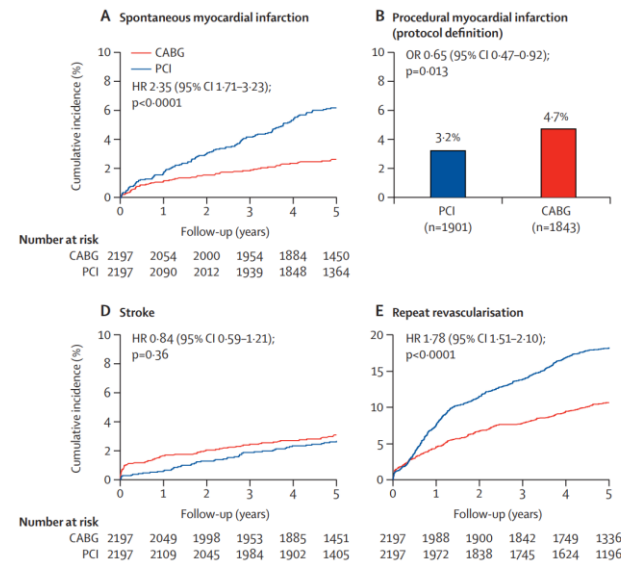 A Spontaneous myocardial infarction
10
8
6
4
2
0
Cumulative incidence (%)
CABG
PCI
HR 2·35 (95% CI 1·71–3·23);
p<0·0001
0 1 2 3 4 5
Follow-up (years)
Number at risk
CABG 2197 2054 2000 1954 1884 1450
PCI 2197 2090 2012 1939 1848 1364
B Procedural myocardial infarction
(protocol definition)
10
8
6
4
2
0
OR 0·65 (95% CI 0·47–0·92);
p=0·013
3·2%
4·7%
PCI CABG
(n=1901) (n=1843)
D Stroke
10
8
6
4
2
0
Cumulative incidence (%)
HR 0·84 (95% CI 0·59–1·21);
p=0·36
0 1 2 3 4 5
Follow-up (years)
Number at risk
CABG 2197 2049 1998 1953 1885 1451
PCI 2197 2109 2045 1984 1902 1405
E Repeat revascularisation
20
15
10
5
0
HR 1·78 (95% CI 1·51–2·10);
p<0·0001
0 1 2 3 4 5
Follow-up (years)
2197 1988 1900 1842 1749 1336
2197 1972 1838 1745 1624 1196